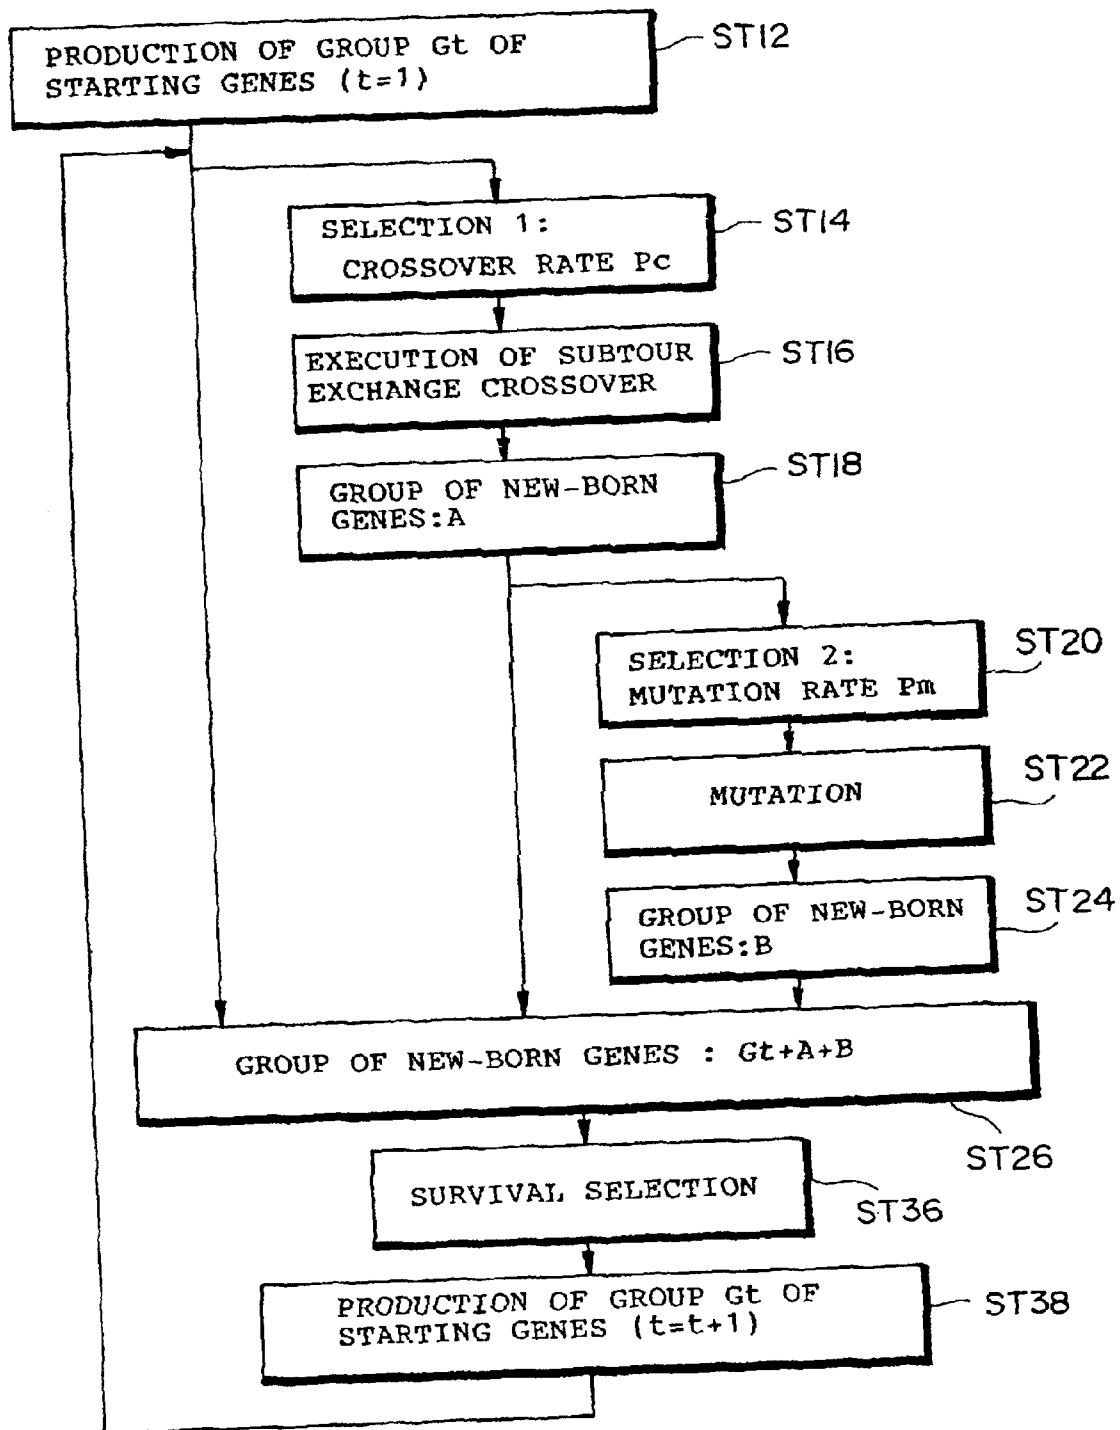 PRODUCTION OF GROUP Gt OF
STARTING GENES (t=1)
ST12
SELECTION 1:
CROSSOVER RATE Pc
ST14
EXECUTION OF SUBTOUR
EXCHANGE CROSSOVER
ST16
GROUP OF NEW-BORN
GENES:A
ST18
SELECTION 2:
MUTATION RATE Pm
ST20
MUTATION
ST22
GROUP OF NEW-BORN
GENES:B
ST24
GROUP OF NEW-BORN GENES : Gt+A+B
ST26
SURVIVAL SELECTION
ST36
PRODUCTION OF GROUP Gt OF
STARTING GENES (t=t+1)
ST38